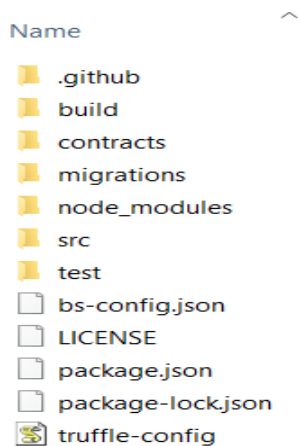 Name
.github
build
contracts
migrations
node_modules
src
test
bs-config.json
LICENSE
package.json
package-lock.json
truffle-config